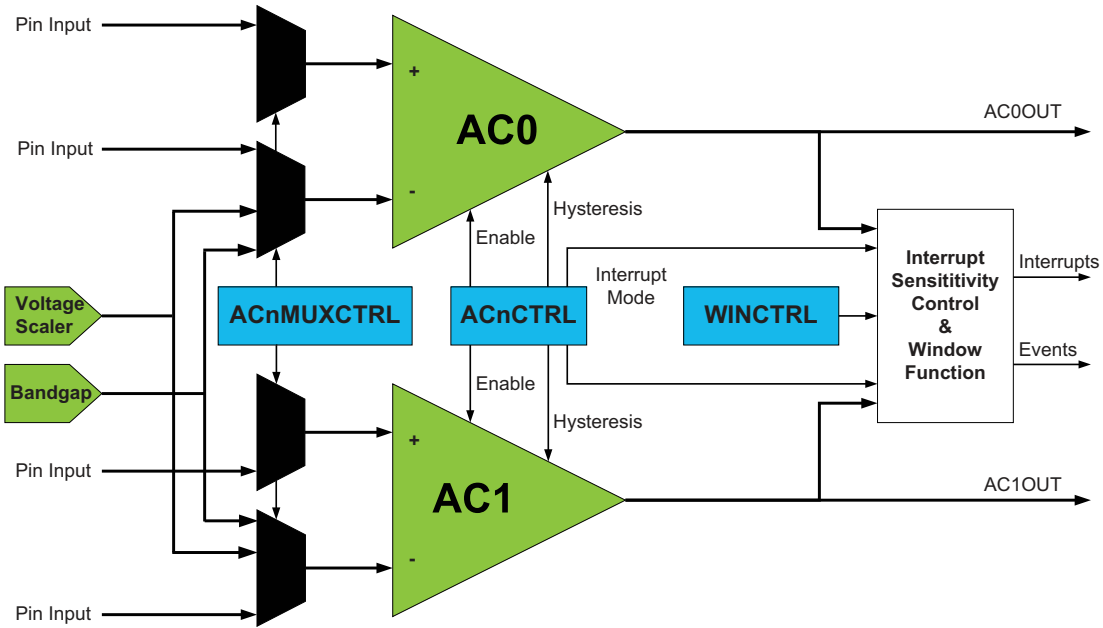 Pin Input
+
AC0
AC0OUT
Pin Input
-
Hysteresis
Enable
Interrupt
Sensititivity
Control
&
Window
Function
Interrupts
Interrupt
Mode
Voltage
Scaler
ACnMUXCTRL
ACnCTRL
WINCTRL
Events
Bandgap
Enable
Hysteresis
+
Pin Input
AC1
AC1OUT
-
Pin Input